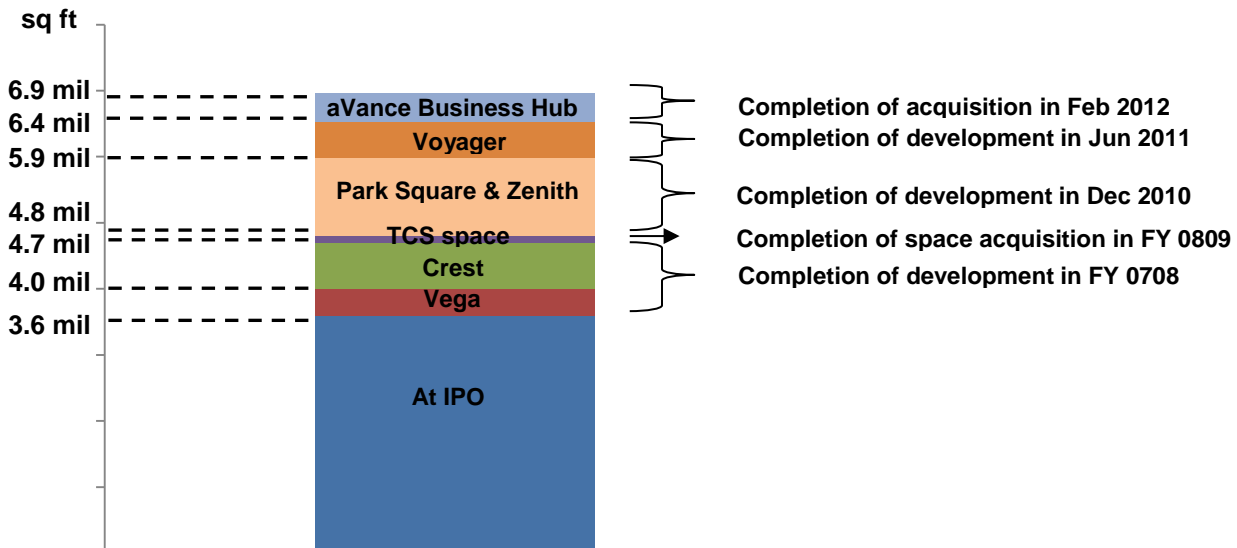 sq ft
6.9 mil
aVance Business Hub
Completion of acquisition in Feb 2012
6.4 mil
Voyager
Completion of development in Jun 2011
5.9 mil
Park Square & Zenith
Completion of development in Dec 2010
4.8 mil
TCS space
Completion of space acquisition in FY 0809
4.7 mil
Crest
Completion of development in FY 0708
4.0 mil
Vega
3.6 mil
At IPO